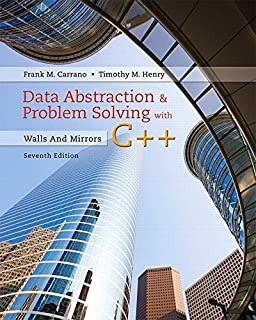 Frank M. Carrano • Timothy M. Henry
Data Abstraction &
Problem Solving with
C++
Walls And Mirrors
Seventh Edition